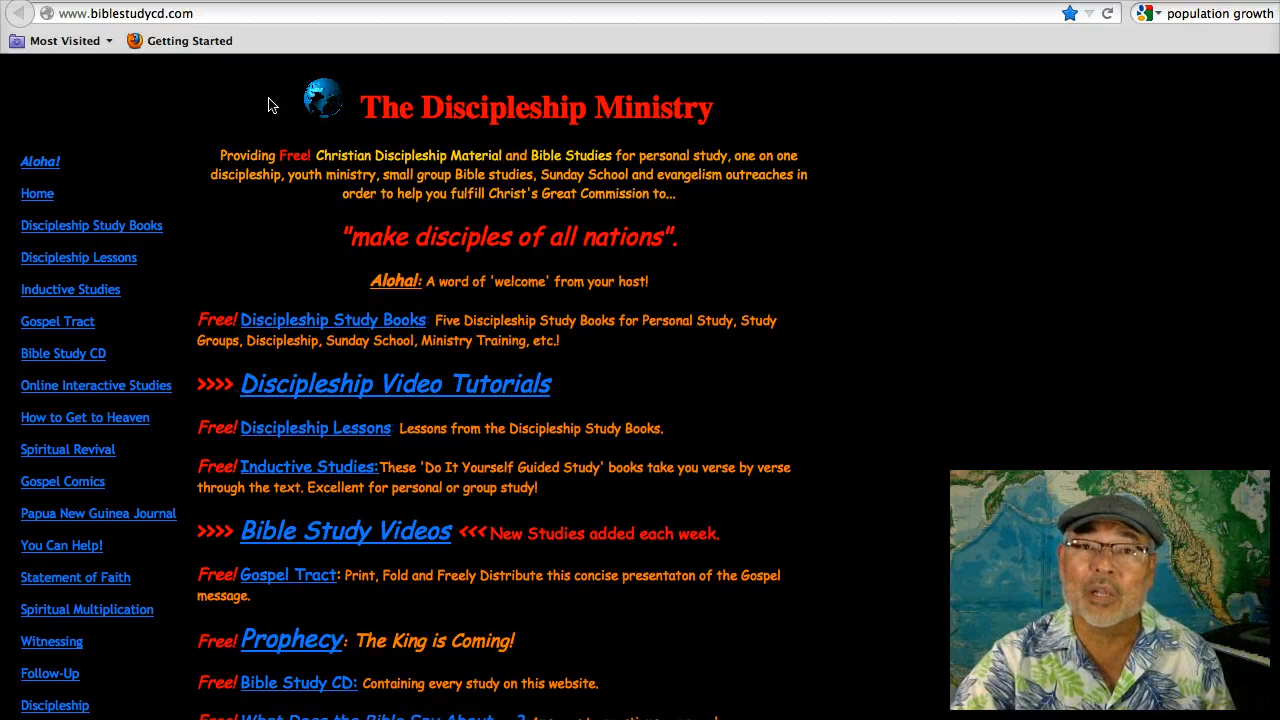 www.biblestudycd.com
population growth
Most Visited
Getting Started
The Discipleship Ministry
Providing Free! Christian Discipleship Material and Bible Studies for personal study, one on one
discipleship, youth ministry, small group Bible studies, Sunday School and evangelism outreaches in
order to help you fulfill Christ's Great Commission to...
"make disciples of all nations".
Aloha!: A word of 'welcome' from your host!
Free! Discipleship Study Books Five Discipleship Study Books for Personal Study, Study
Groups, Discipleship, Sunday School, Ministry Training, etc.!
>>>> Discipleship Video Tutorials
Free! Discipleship Lessons Lessons from the Discipleship Study Books.
Free! Inductive Studies:These 'Do It Yourself Guided Study' books take you verse by verse
through the text. Excellent for personal or group study!
>>>> Bible Study Videos <<< New Studies added each week.
Free! Gospel Tract: Print, Fold and Freely Distribute this concise presentaton of the Gospel
message.
Free! Prophecy: The King is Coming!
Free! Bible Study CD: Containing every study on this website.
Aloha!
Home
Discipleship Study Books
Discipleship Lessons
Inductive Studies
Gospel Tract
Bible Study CD
Online Interactive Studies
How to Get to Heaven
Spiritual Revival
Gospel Comics
Papua New Guinea Journal
You Can Help!
Statement of Faith
Spiritual Multiplication
Witnessing
Follow-Up
Discipleship